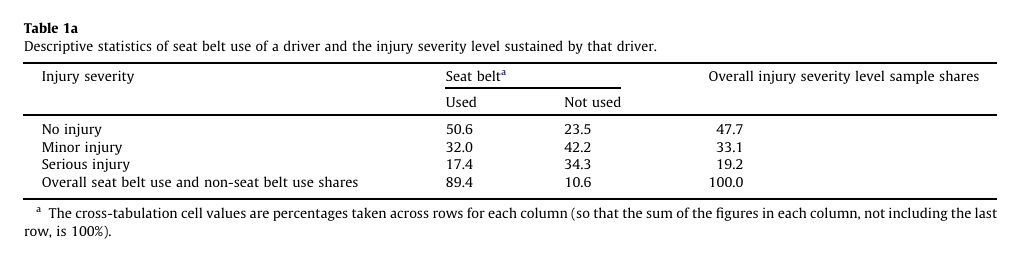 Table 1a
Descriptive statistics of seat belt use of a driver and the injury severity level sustained by that driver.
Injury severity Seat belt^a Overall injury severity level sample shares
Used Not used
No injury 50.6 23.5 47.7
Minor injury 32.0 42.2 33.1
Serious injury 17.4 34.3 19.2
Overall seat belt use and non-seat belt use shares 89.4 10.6 100.0
^a The cross-tabulation cell values are percentages taken across rows for each column (so that the sum of the figures in each column, not including the last
row, is 100%).